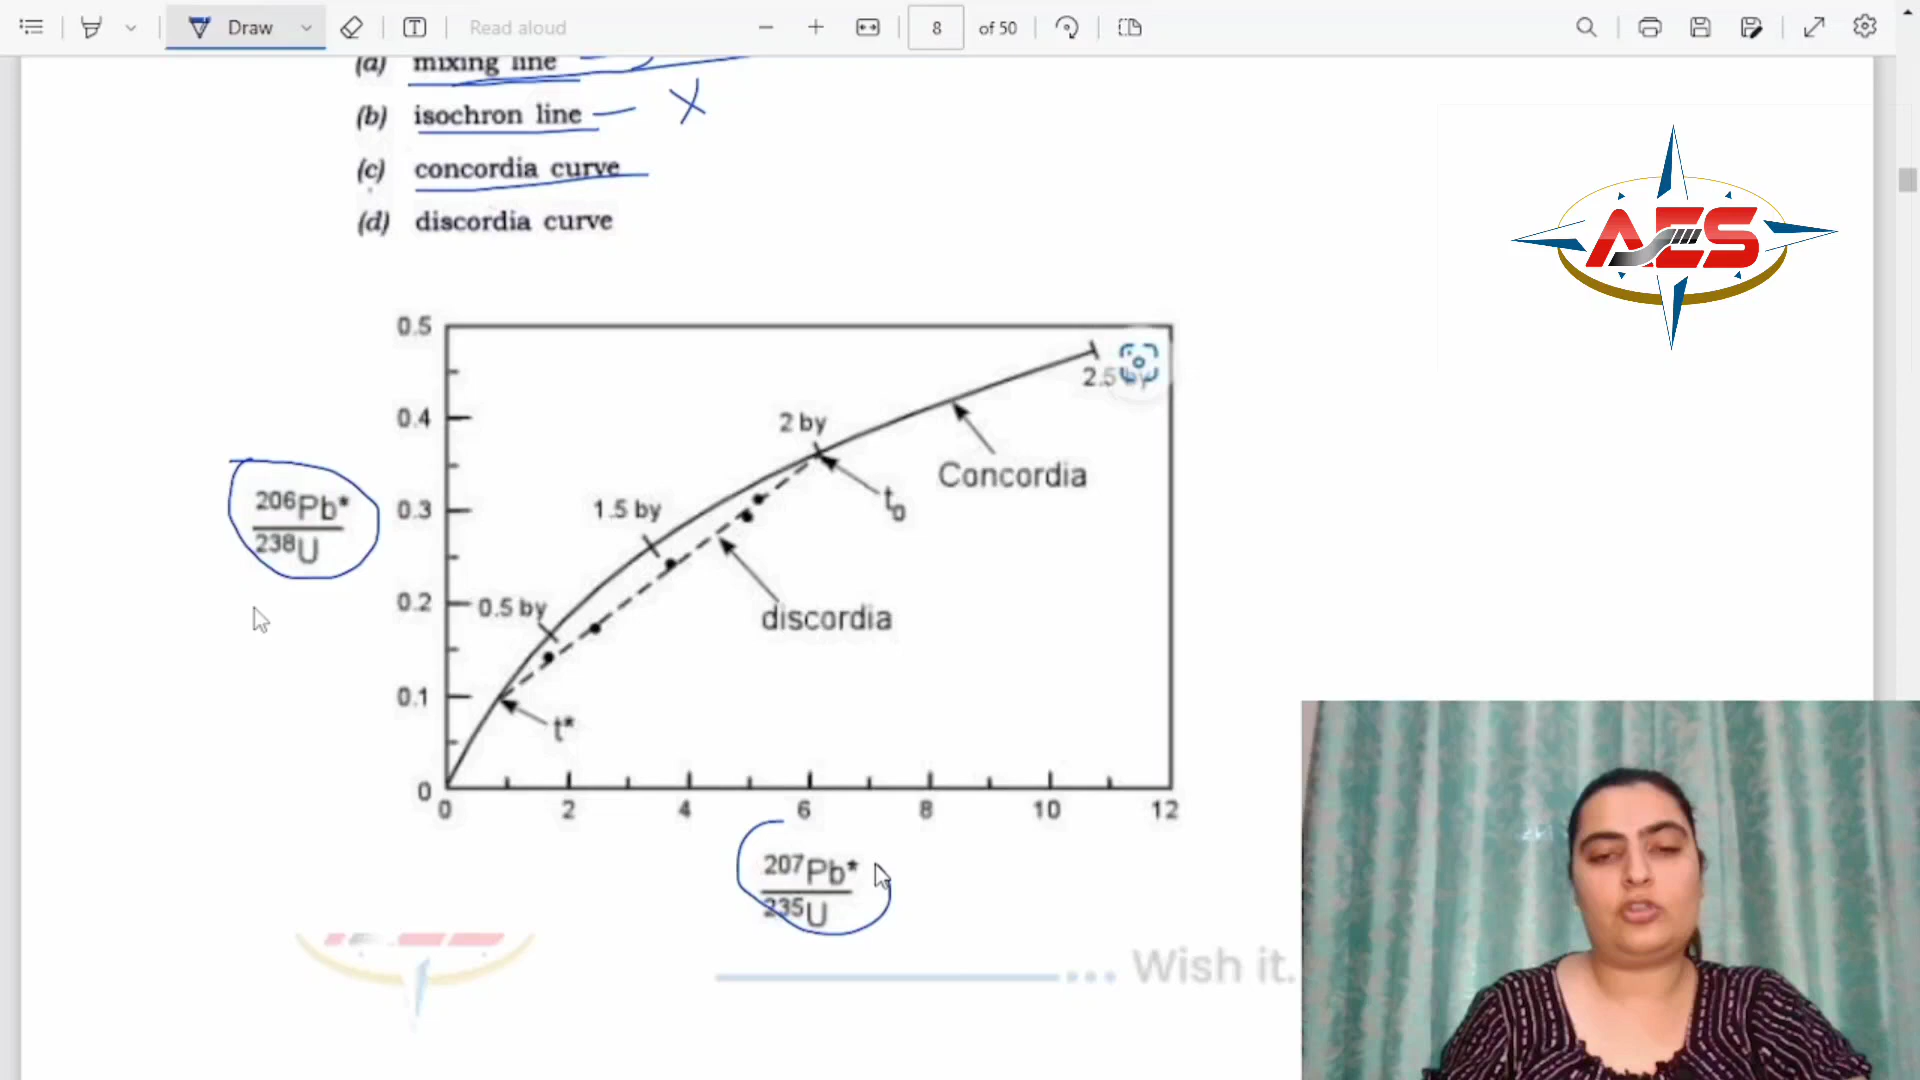 Draw
Read aloud
8
of 50
(a) mixing line
(b) isochron line
(c) concordia curve
(d) discordia curve
AES
0.5
2.5 by
0.4
2 by
Concordia
206Pb*
238U
0.3
1.5 by
t0
0.2
0.5 by
discordia
0.1
t*
0
0 2 4 6 8 10 12
207Pb*
235U
Wish it.